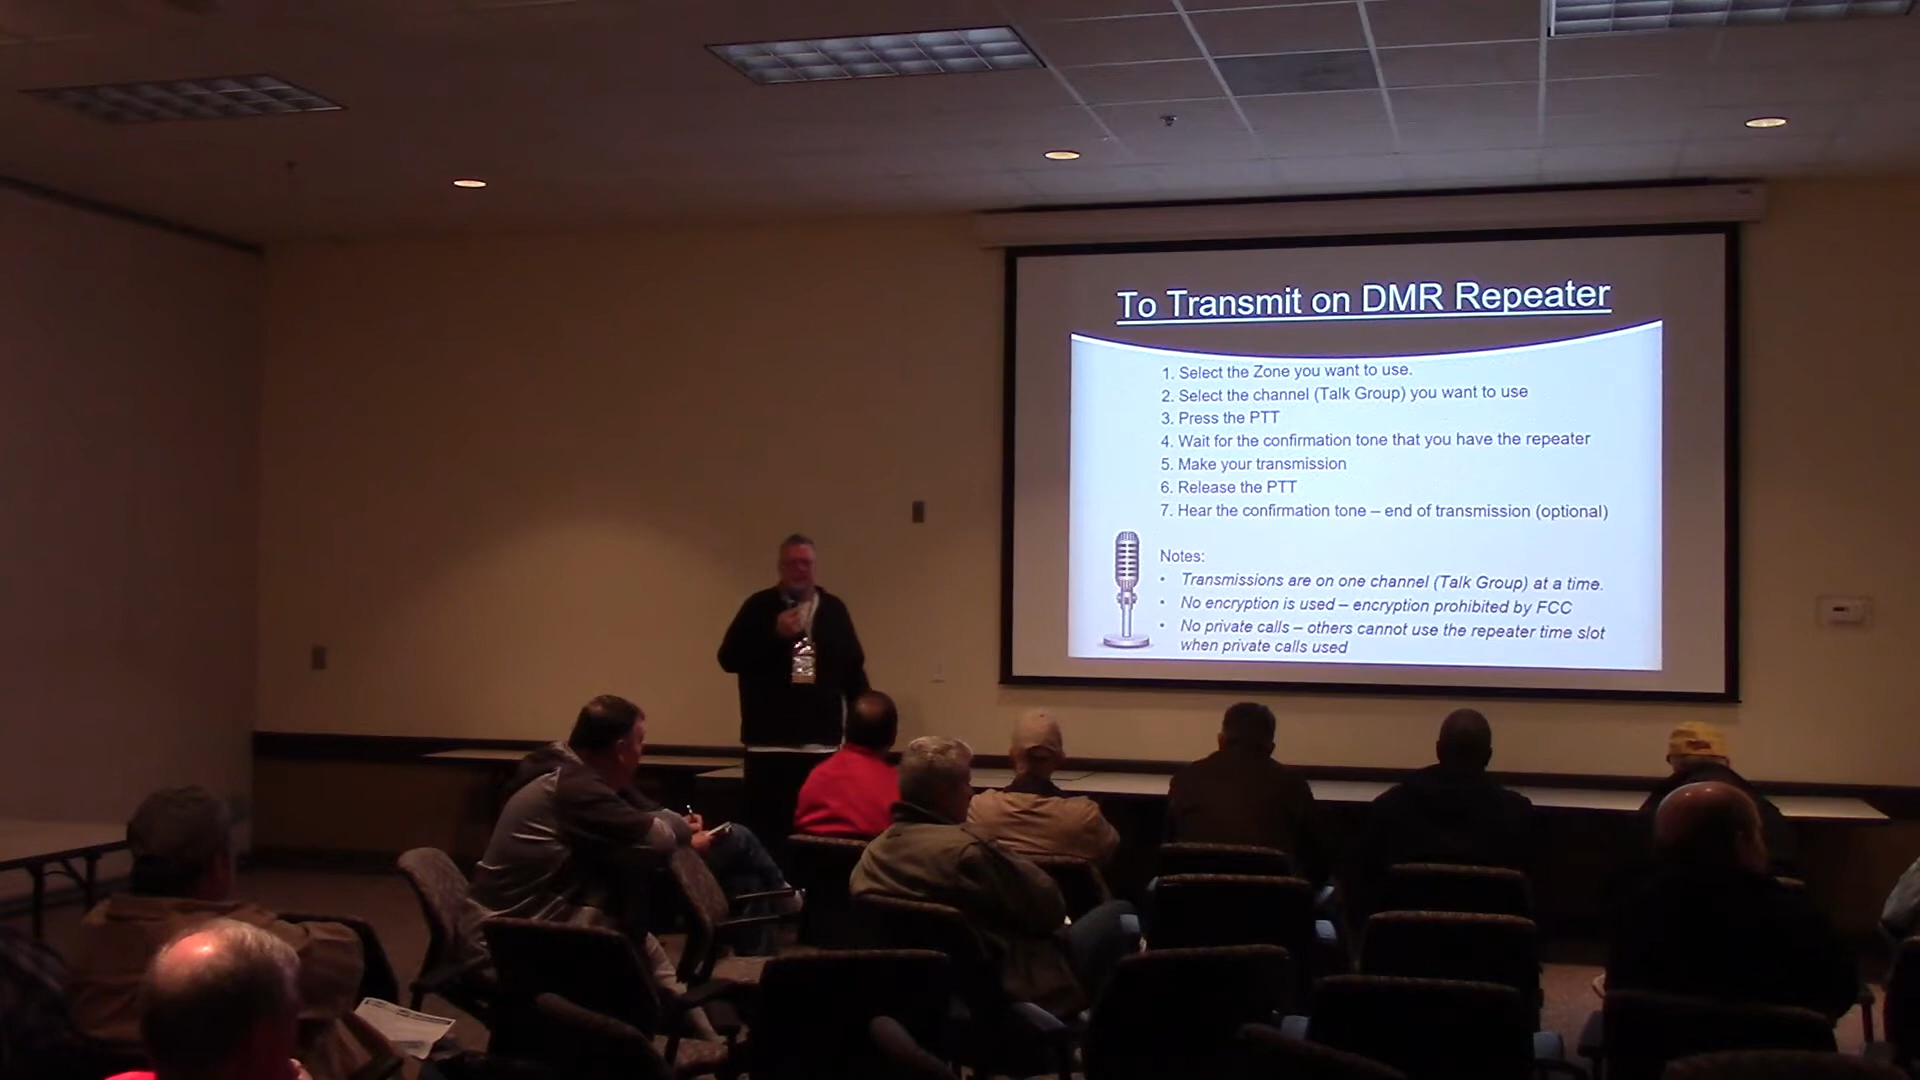 To Transmit on DMR Repeater
1. Select the Zone you want to use.
2. Select the channel (Talk Group) you want to use
3. Press the PTT
4. Wait for the confirmation tone that you have the repeater
5. Make your transmission
6. Release the PTT
7. Hear the confirmation tone – end of transmission (optional)
Notes:
• Transmissions are on one channel (Talk Group) at a time.
• No encryption is used – encryption prohibited by FCC
• No private calls – others cannot use the repeater time slot
when private calls used